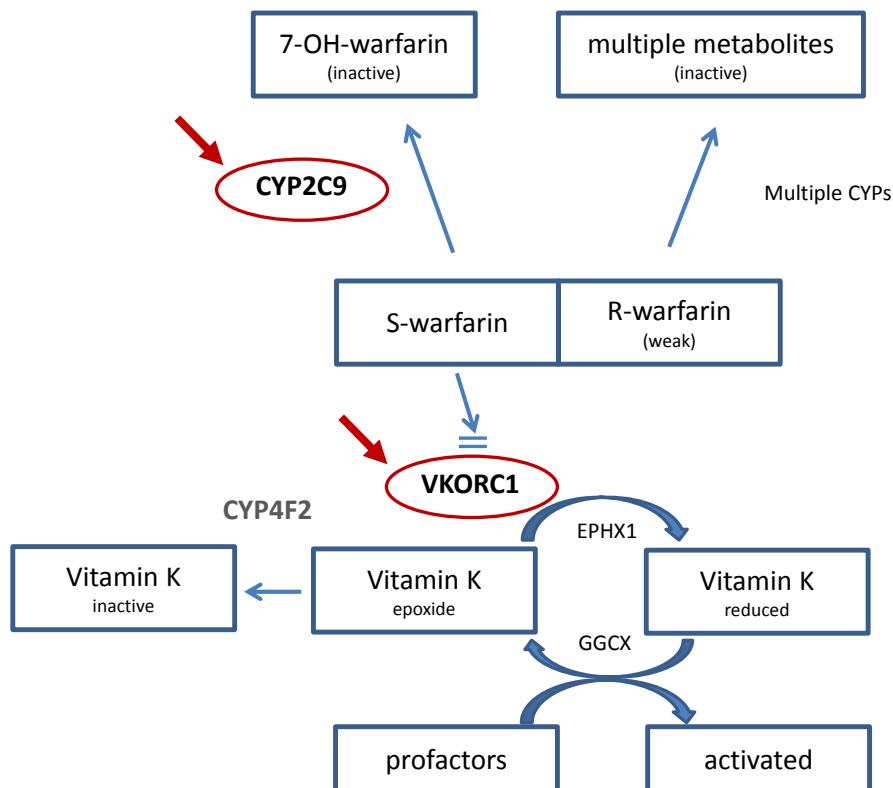 7-OH-warfarin
(inactive)
multiple metabolites
(inactive)
CYP2C9
Multiple CYPs
S-warfarin
R-warfarin
(weak)
VKORC1
CYP4F2
EPHX1
Vitamin K
inactive
Vitamin K
epoxide
Vitamin K
reduced
GGCX
profactors
activated